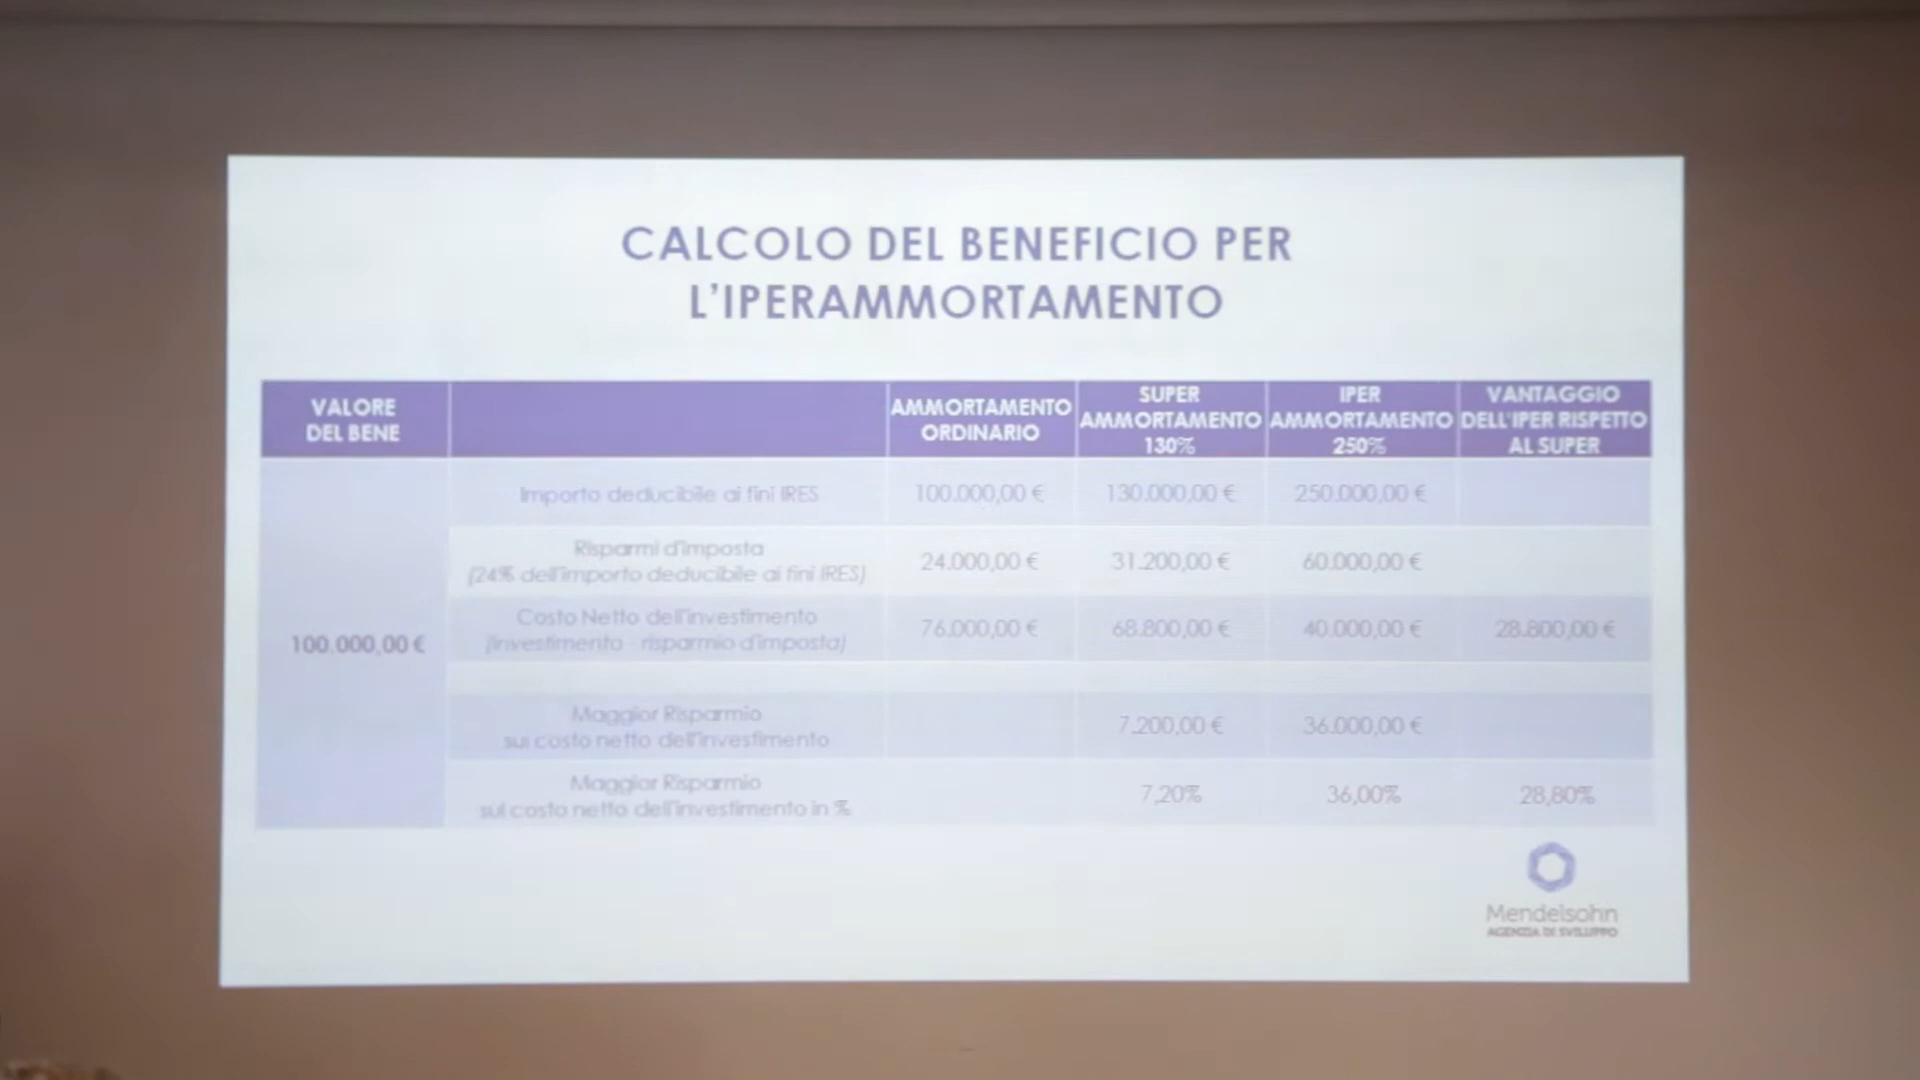 CALCOLO DEL BENEFICIO PER
L'IPERAMMORTAMENTO
VALORE
DEL BENE
AMMORTAMENTO
ORDINARIO
SUPER
AMMORTAMENTO
130%
IPER
AMMORTAMENTO
250%
VANTAGGIO
DELL'IPER RISPETTO
AL SUPER
100.000,00 €
Importo deducibile ai fini IRES
100.000,00 €
130.000,00 €
250.000,00 €
Risparmi d'imposta
(24% dell'importo deducibile ai fini IRES)
24.000,00 €
31.200,00 €
60.000,00 €
Costo Netto dell'investimento
(investimento - risparmio d'imposta)
76.000,00 €
68.800,00 €
40.000,00 €
28.800,00 €
Maggior Risparmio
sul costo netto dell'investimento
7.200,00 €
36.000,00 €
Maggior Risparmio
sul costo netto dell'investimento in %
7,20%
36,00%
28,80%
Mendelsohn
AGENZIA DI SVILUPPO